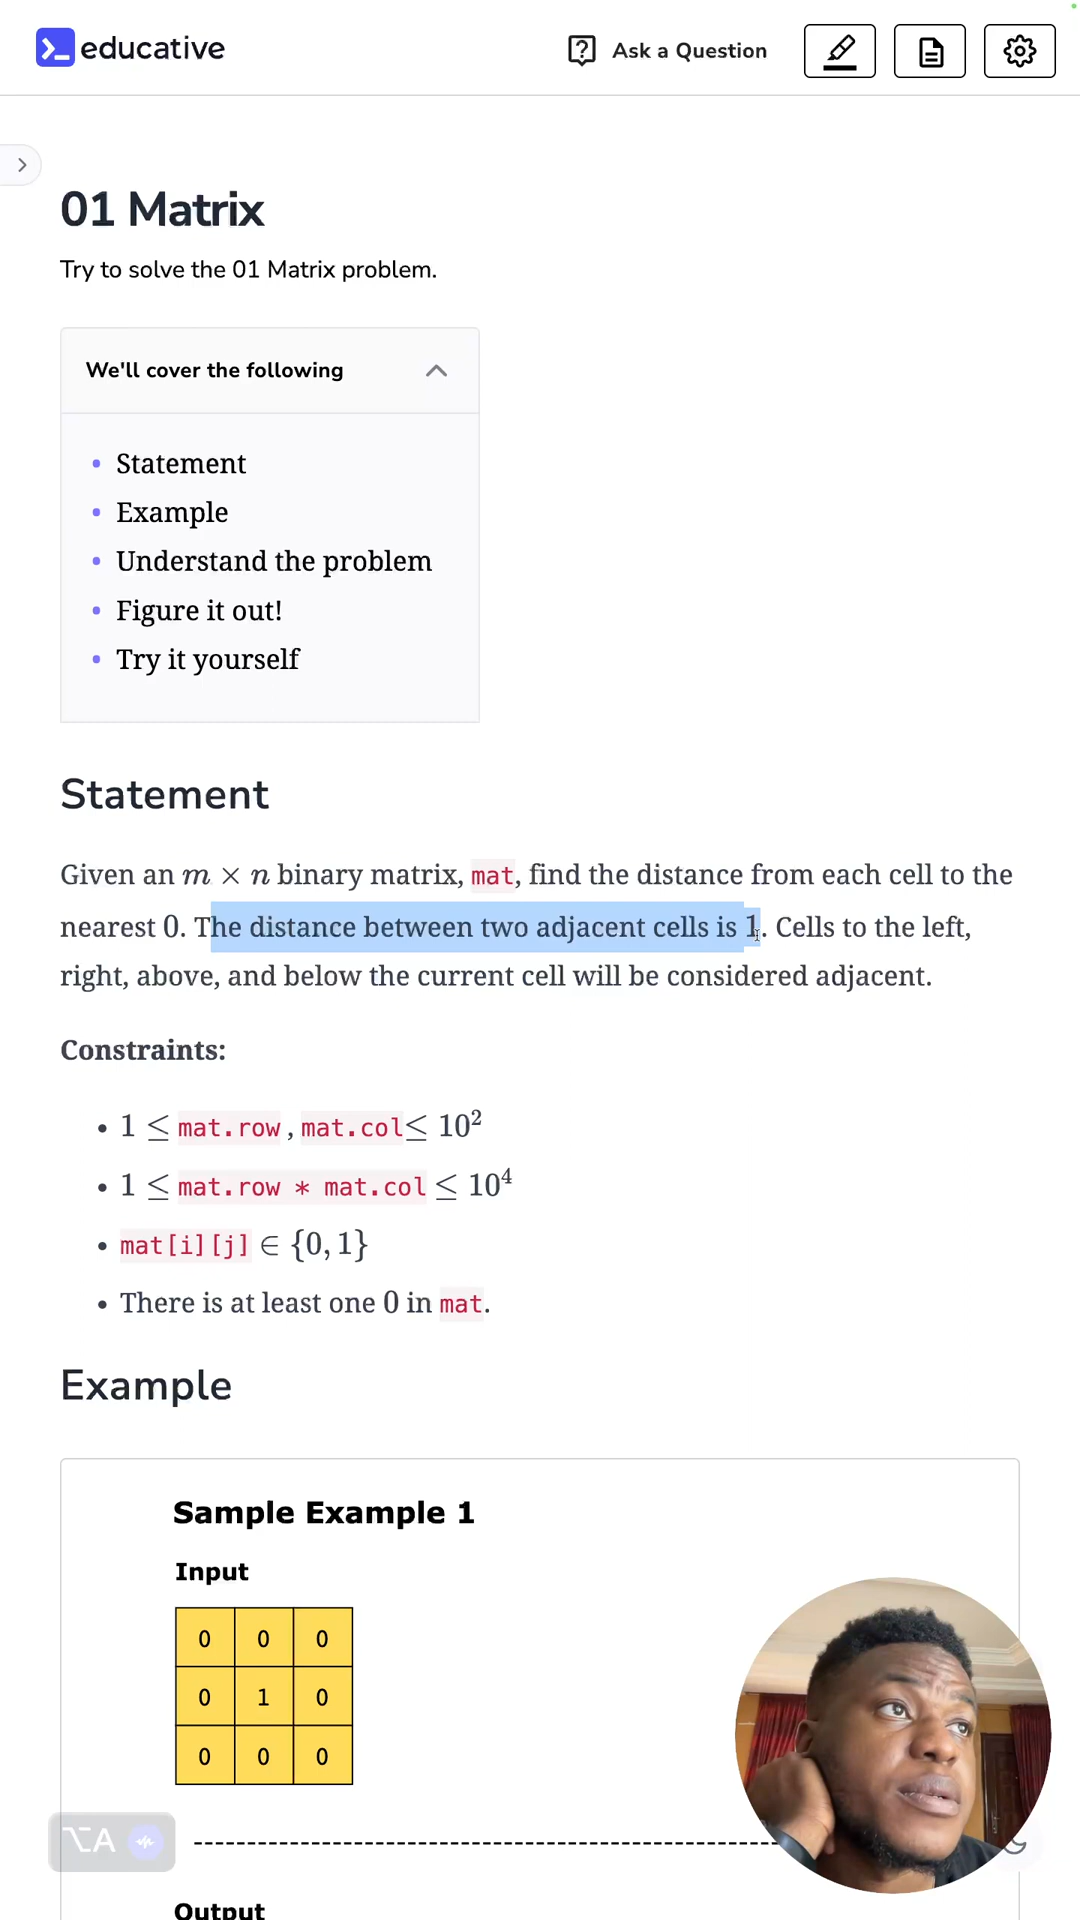 educative
Ask a Question
01 Matrix
Try to solve the 01 Matrix problem.
We'll cover the following
• Statement
• Example
• Understand the problem
• Figure it out!
• Try it yourself
Statement
Given an m × n binary matrix, mat, find the distance from each cell to the
nearest 0. The distance between two adjacent cells is 1. Cells to the left,
right, above, and below the current cell will be considered adjacent.
Constraints:
• 1 ≤ mat.row , mat.col ≤ 10²
• 1 ≤ mat.row * mat.col ≤ 10⁴
• mat[i][j] ∈ {0, 1}
• There is at least one 0 in mat.
Example
Sample Example 1
Input
0 0 0
0 1 0
0 0 0
⌥A
Output